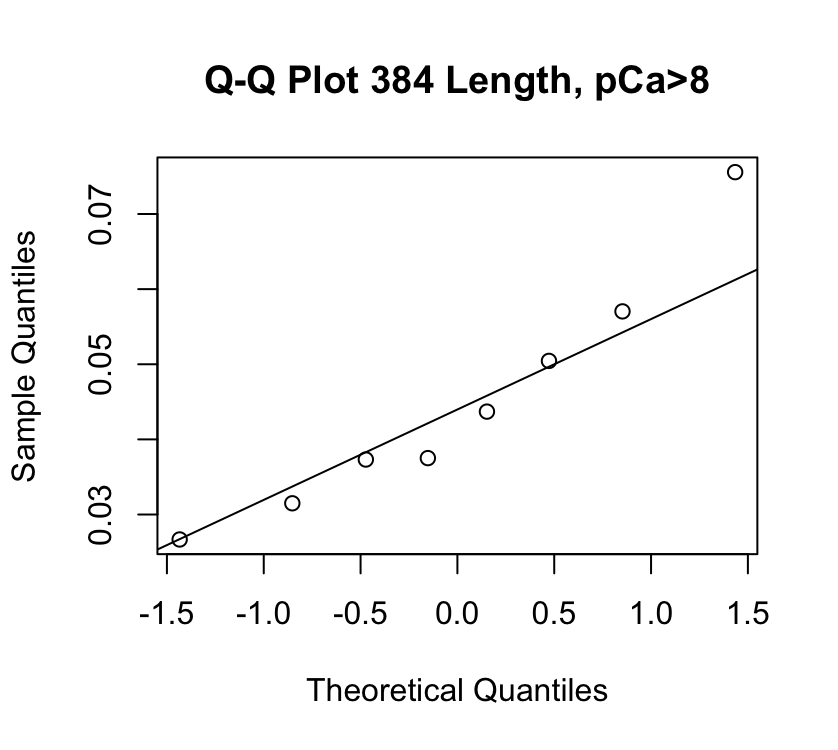 Q-Q Plot 384 Length, pCa>8
Sample Quantiles
0.07
0.05
0.03
-1.5 -1.0 -0.5 0.0 0.5 1.0 1.5
Theoretical Quantiles